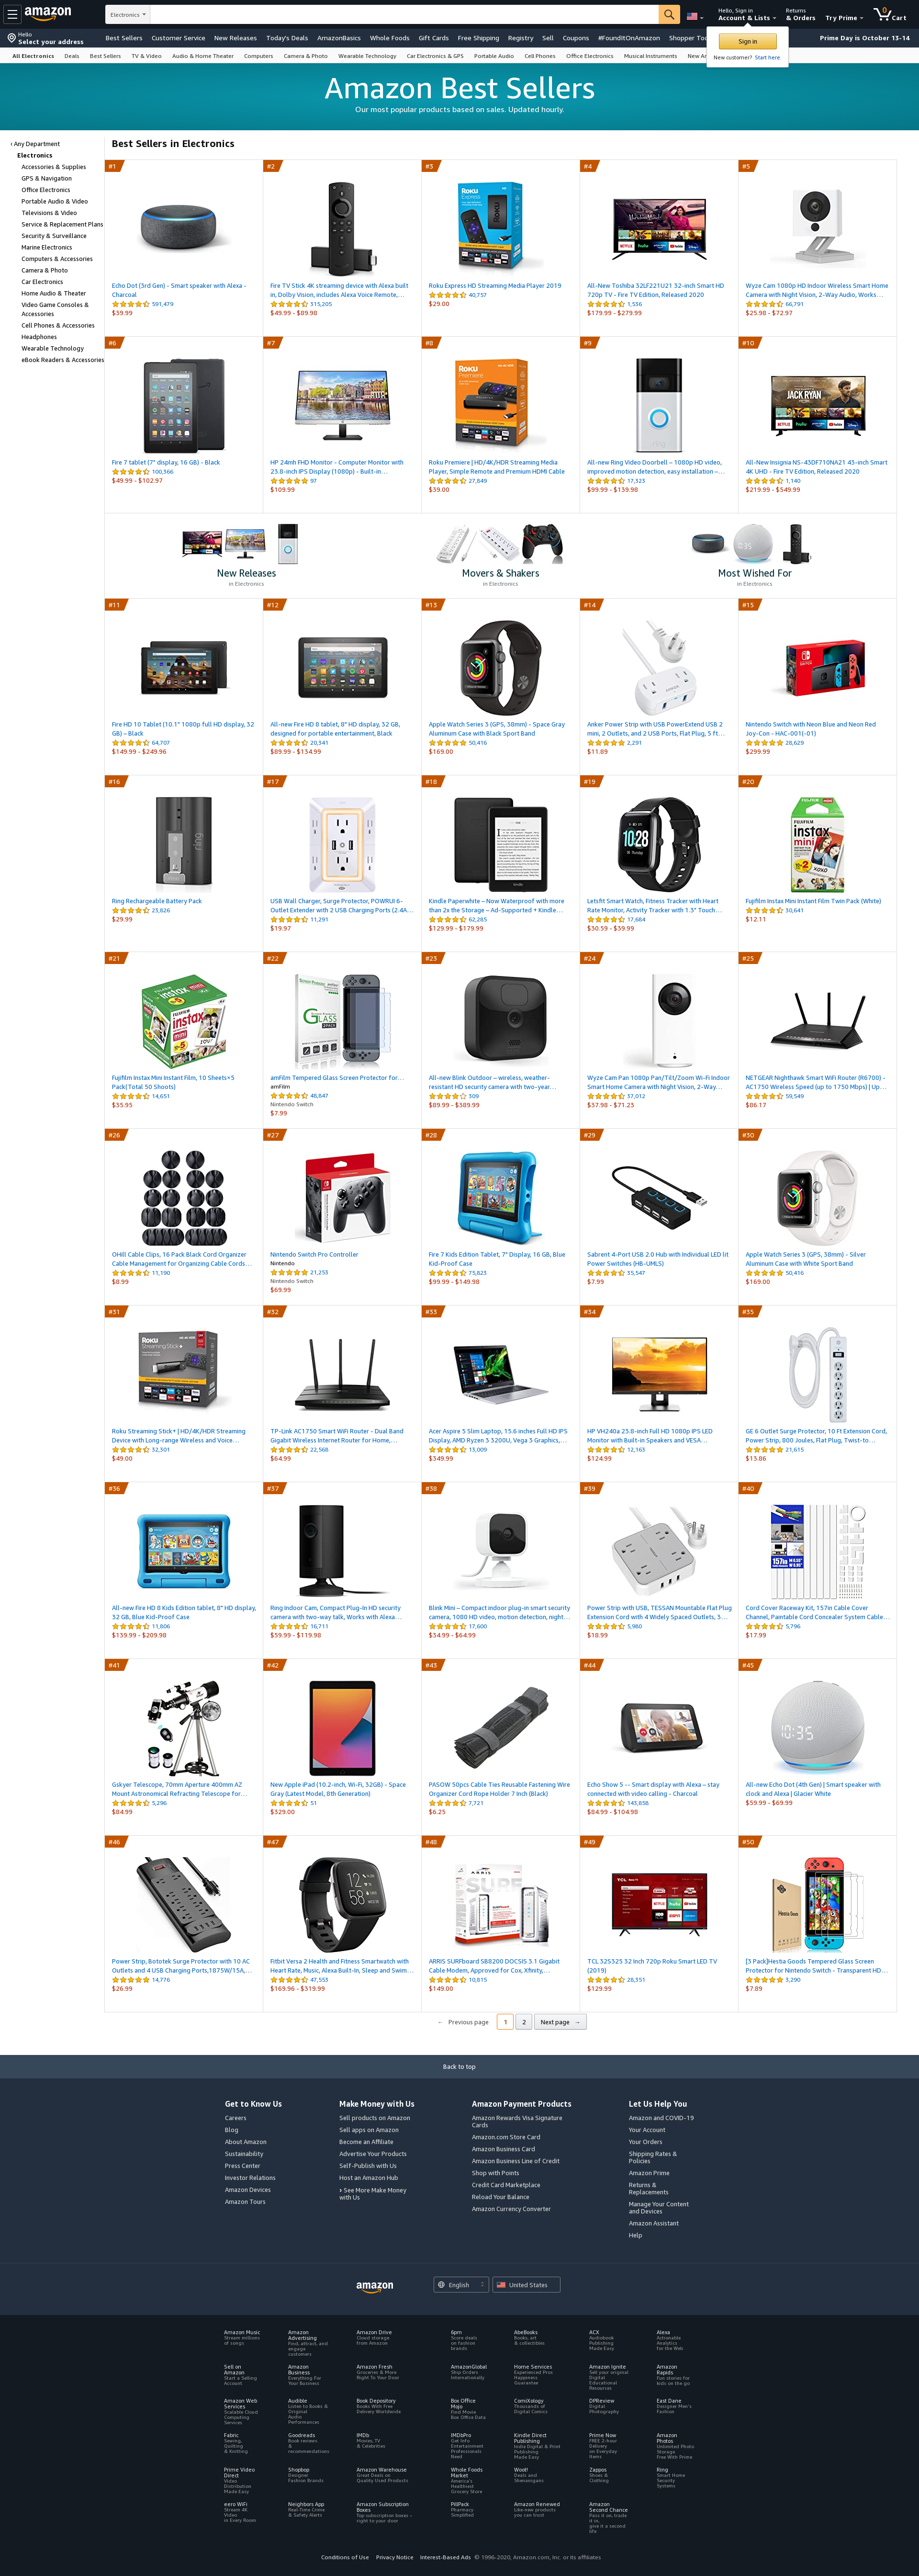 amazon
Electronics
Hello, Sign in
Account & Lists
Returns
& Orders
Try Prime
0
Cart
Hello
Select your address
Best Sellers
Customer Service
New Releases
Today's Deals
AmazonBasics
Whole Foods
Gift Cards
Free Shipping
Registry
Sell
Coupons
#FoundItOnAmazon
Shopper Too
Prime Day is October 13-14
Sign in
New customer? Start here.
All Electronics
Deals
Best Sellers
TV & Video
Audio & Home Theater
Computers
Camera & Photo
Wearable Technology
Car Electronics & GPS
Portable Audio
Cell Phones
Office Electronics
Musical Instruments
New Ar
Amazon Best Sellers
Our most popular products based on sales. Updated hourly.
‹ Any Department
Electronics
Accessories & Supplies
GPS & Navigation
Office Electronics
Portable Audio & Video
Televisions & Video
Service & Replacement Plans
Security & Surveillance
Marine Electronics
Computers & Accessories
Camera & Photo
Car Electronics
Home Audio & Theater
Video Game Consoles &
Accessories
Cell Phones & Accessories
Headphones
Wearable Technology
eBook Readers & Accessories
Best Sellers in Electronics
#1
Echo Dot (3rd Gen) - Smart speaker with Alexa -
Charcoal
591,479
$39.99
#2
Fire TV Stick 4K streaming device with Alexa built
in, Dolby Vision, includes Alexa Voice Remote,…
315,205
$49.99 - $89.98
#3
Roku Express HD Streaming Media Player 2019
40,757
$29.00
#4
All-New Toshiba 32LF221U21 32-inch Smart HD
720p TV - Fire TV Edition, Released 2020
1,536
$179.99 - $279.99
#5
Wyze Cam 1080p HD Indoor Wireless Smart Home
Camera with Night Vision, 2-Way Audio, Works…
66,791
$25.98 - $72.97
#6
Fire 7 tablet (7" display, 16 GB) - Black
100,366
$49.99 - $102.97
#7
HP 24mh FHD Monitor - Computer Monitor with
23.8-inch IPS Display (1080p) - Built-in…
97
$109.99
#8
Roku Premiere | HD/4K/HDR Streaming Media
Player, Simple Remote and Premium HDMI Cable
27,849
$39.00
#9
All-new Ring Video Doorbell – 1080p HD video,
improved motion detection, easy installation –…
17,323
$99.99 - $139.98
#10
All-New Insignia NS-43DF710NA21 43-inch Smart
4K UHD - Fire TV Edition, Released 2020
1,140
$219.99 - $549.99
New Releases
in Electronics
Movers & Shakers
in Electronics
Most Wished For
in Electronics
#11
Fire HD 10 Tablet (10.1" 1080p full HD display, 32
GB) – Black
64,707
$149.99 - $249.96
#12
All-new Fire HD 8 tablet, 8" HD display, 32 GB,
designed for portable entertainment, Black
20,341
$89.99 - $134.99
#13
Apple Watch Series 3 (GPS, 38mm) - Space Gray
Aluminum Case with Black Sport Band
50,416
$169.00
#14
Anker Power Strip with USB PowerExtend USB 2
mini, 2 Outlets, and 2 USB Ports, Flat Plug, 5 ft…
2,291
$11.89
#15
Nintendo Switch with Neon Blue and Neon Red
Joy-Con - HAC-001(-01)
28,629
$299.99
#16
Ring Rechargeable Battery Pack
23,826
$29.99
#17
USB Wall Charger, Surge Protector, POWRUI 6-
Outlet Extender with 2 USB Charging Ports (2.4A…
11,291
$19.97
#18
Kindle Paperwhite – Now Waterproof with more
than 2x the Storage – Ad-Supported + Kindle…
62,285
$129.99 - $179.99
#19
Letsfit Smart Watch, Fitness Tracker with Heart
Rate Monitor, Activity Tracker with 1.3" Touch…
17,684
$30.59 - $39.99
#20
Fujifilm Instax Mini Instant Film Twin Pack (White)
30,641
$12.11
#21
Fujifilm Instax Mini Instant Film, 10 Sheets×5
Pack(Total 50 Shoots)
14,651
$35.95
#22
amFilm Tempered Glass Screen Protector for…
amFilm
48,847
Nintendo Switch
$7.99
#23
All-new Blink Outdoor – wireless, weather-
resistant HD security camera with two-year…
309
$89.99 - $389.99
#24
Wyze Cam Pan 1080p Pan/Tilt/Zoom Wi-Fi Indoor
Smart Home Camera with Night Vision, 2-Way…
37,012
$37.98 - $71.23
#25
NETGEAR Nighthawk Smart WiFi Router (R6700) -
AC1750 Wireless Speed (up to 1750 Mbps) | Up…
59,549
$86.17
#26
OHill Cable Clips, 16 Pack Black Cord Organizer
Cable Management for Organizing Cable Cords…
11,190
$8.99
#27
Nintendo Switch Pro Controller
Nintendo
21,253
Nintendo Switch
$69.99
#28
Fire 7 Kids Edition Tablet, 7" Display, 16 GB, Blue
Kid-Proof Case
75,823
$99.99 - $149.98
#29
Sabrent 4-Port USB 2.0 Hub with Individual LED lit
Power Switches (HB-UMLS)
35,547
$7.99
#30
Apple Watch Series 3 (GPS, 38mm) - Silver
Aluminum Case with White Sport Band
50,416
$169.00
#31
Roku Streaming Stick+ | HD/4K/HDR Streaming
Device with Long-range Wireless and Voice…
32,301
$49.00
#32
TP-Link AC1750 Smart WiFi Router - Dual Band
Gigabit Wireless Internet Router for Home,…
22,568
$64.99
#33
Acer Aspire 5 Slim Laptop, 15.6 inches Full HD IPS
Display, AMD Ryzen 3 3200U, Vega 3 Graphics,…
13,009
$349.99
#34
HP VH240a 23.8-inch Full HD 1080p IPS LED
Monitor with Built-in Speakers and VESA…
12,163
$124.99
#35
GE 6 Outlet Surge Protector, 10 Ft Extension Cord,
Power Strip, 800 Joules, Flat Plug, Twist-to…
21,615
$13.86
#36
All-new Fire HD 8 Kids Edition tablet, 8" HD display,
32 GB, Blue Kid-Proof Case
11,806
$139.99 - $209.98
#37
Ring Indoor Cam, Compact Plug-In HD security
camera with two-way talk, Works with Alexa…
16,711
$59.99 - $119.98
#38
Blink Mini – Compact indoor plug-in smart security
camera, 1080 HD video, motion detection, night…
17,600
$34.99 - $64.99
#39
Power Strip with USB, TESSAN Mountable Flat Plug
Extension Cord with 4 Widely Spaced Outlets, 3…
5,980
$18.99
#40
Cord Cover Raceway Kit, 157in Cable Cover
Channel, Paintable Cord Concealer System Cable…
5,796
$17.99
#41
Gskyer Telescope, 70mm Aperture 400mm AZ
Mount Astronomical Refracting Telescope for…
5,296
$84.99
#42
New Apple iPad (10.2-inch, Wi-Fi, 32GB) - Space
Gray (Latest Model, 8th Generation)
51
$329.00
#43
PASOW 50pcs Cable Ties Reusable Fastening Wire
Organizer Cord Rope Holder 7 Inch (Black)
7,721
$6.25
#44
Echo Show 5 -- Smart display with Alexa – stay
connected with video calling - Charcoal
143,658
$84.99 - $104.98
#45
All-new Echo Dot (4th Gen) | Smart speaker with
clock and Alexa | Glacier White
$59.99 - $69.99
#46
Power Strip, Bototek Surge Protector with 10 AC
Outlets and 4 USB Charging Ports,1875W/15A,…
14,776
$26.99
#47
Fitbit Versa 2 Health and Fitness Smartwatch with
Heart Rate, Music, Alexa Built-In, Sleep and Swim…
47,553
$169.96 - $319.99
#48
ARRIS SURFboard SB8200 DOCSIS 3.1 Gigabit
Cable Modem, Approved for Cox, Xfinity,…
10,815
$149.00
#49
TCL 32S325 32 Inch 720p Roku Smart LED TV
(2019)
28,351
$129.99
#50
[3 Pack]Hestia Goods Tempered Glass Screen
Protector for Nintendo Switch - Transparent HD…
3,290
$7.89
← Previous page
1
2
Next page →
Back to top
Get to Know Us
Careers
Blog
About Amazon
Sustainability
Press Center
Investor Relations
Amazon Devices
Amazon Tours
Make Money with Us
Sell products on Amazon
Sell apps on Amazon
Become an Affiliate
Advertise Your Products
Self-Publish with Us
Host an Amazon Hub
› See More Make Money
with Us
Amazon Payment Products
Amazon Rewards Visa Signature
Cards
Amazon.com Store Card
Amazon Business Card
Amazon Business Line of Credit
Shop with Points
Credit Card Marketplace
Reload Your Balance
Amazon Currency Converter
Let Us Help You
Amazon and COVID-19
Your Account
Your Orders
Shipping Rates &
Policies
Amazon Prime
Returns &
Replacements
Manage Your Content
and Devices
Amazon Assistant
Help
amazon
English
United States
Amazon Music
Stream millions
of songs
Amazon
Advertising
Find, attract, and
engage
customers
Amazon Drive
Cloud storage
from Amazon
6pm
Score deals
on fashion
brands
AbeBooks
Books, art
& collectibles
ACX
Audiobook
Publishing
Made Easy
Alexa
Actionable
Analytics
for the Web
Sell on
Amazon
Start a Selling
Account
Amazon
Business
Everything For
Your Business
Amazon Fresh
Groceries & More
Right To Your Door
AmazonGlobal
Ship Orders
Internationally
Home Services
Experienced Pros
Happiness
Guarantee
Amazon Ignite
Sell your original
Digital
Educational
Resources
Amazon
Rapids
Fun stories for
kids on the go
Amazon Web
Services
Scalable Cloud
Computing
Services
Audible
Listen to Books &
Original
Audio
Performances
Book Depository
Books With Free
Delivery Worldwide
Box Office
Mojo
Find Movie
Box Office Data
ComiXology
Thousands of
Digital Comics
DPReview
Digital
Photography
East Dane
Designer Men's
Fashion
Fabric
Sewing,
Quilting
& Knitting
Goodreads
Book reviews
&
recommendations
IMDb
Movies, TV
& Celebrities
IMDbPro
Get Info
Entertainment
Professionals
Need
Kindle Direct
Publishing
Indie Digital & Print
Publishing
Made Easy
Prime Now
FREE 2-hour
Delivery
on Everyday
Items
Amazon
Photos
Unlimited Photo
Storage
Free With Prime
Prime Video
Direct
Video
Distribution
Made Easy
Shopbop
Designer
Fashion Brands
Amazon Warehouse
Great Deals on
Quality Used Products
Whole Foods
Market
America's
Healthiest
Grocery Store
Woot!
Deals and
Shenanigans
Zappos
Shoes &
Clothing
Ring
Smart Home
Security
Systems
eero WiFi
Stream 4K
Video
in Every Room
Neighbors App
Real-Time Crime
& Safety Alerts
Amazon Subscription
Boxes
Top subscription boxes –
right to your door
PillPack
Pharmacy
Simplified
Amazon Renewed
Like-new products
you can trust
Amazon
Second Chance
Pass it on, trade
it in,
give it a second
life
Conditions of Use
Privacy Notice
Interest-Based Ads
© 1996-2020, Amazon.com, Inc. or its affiliates